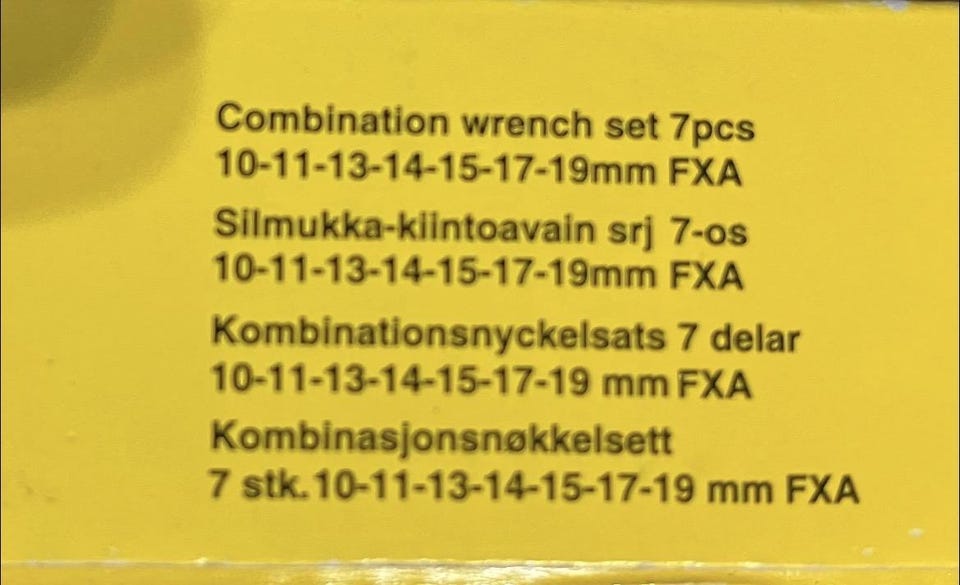 Combination wrench set 7pcs
10-11-13-14-15-17-19mm FXA
Silmukka-kiintoavain srj 7-os
10-11-13-14-15-17-19mm FXA
Kombinationsnyckelsats 7 delar
10-11-13-14-15-17-19 mm FXA
Kombinasjonsnøkkelsett
7 stk.10-11-13-14-15-17-19 mm FXA